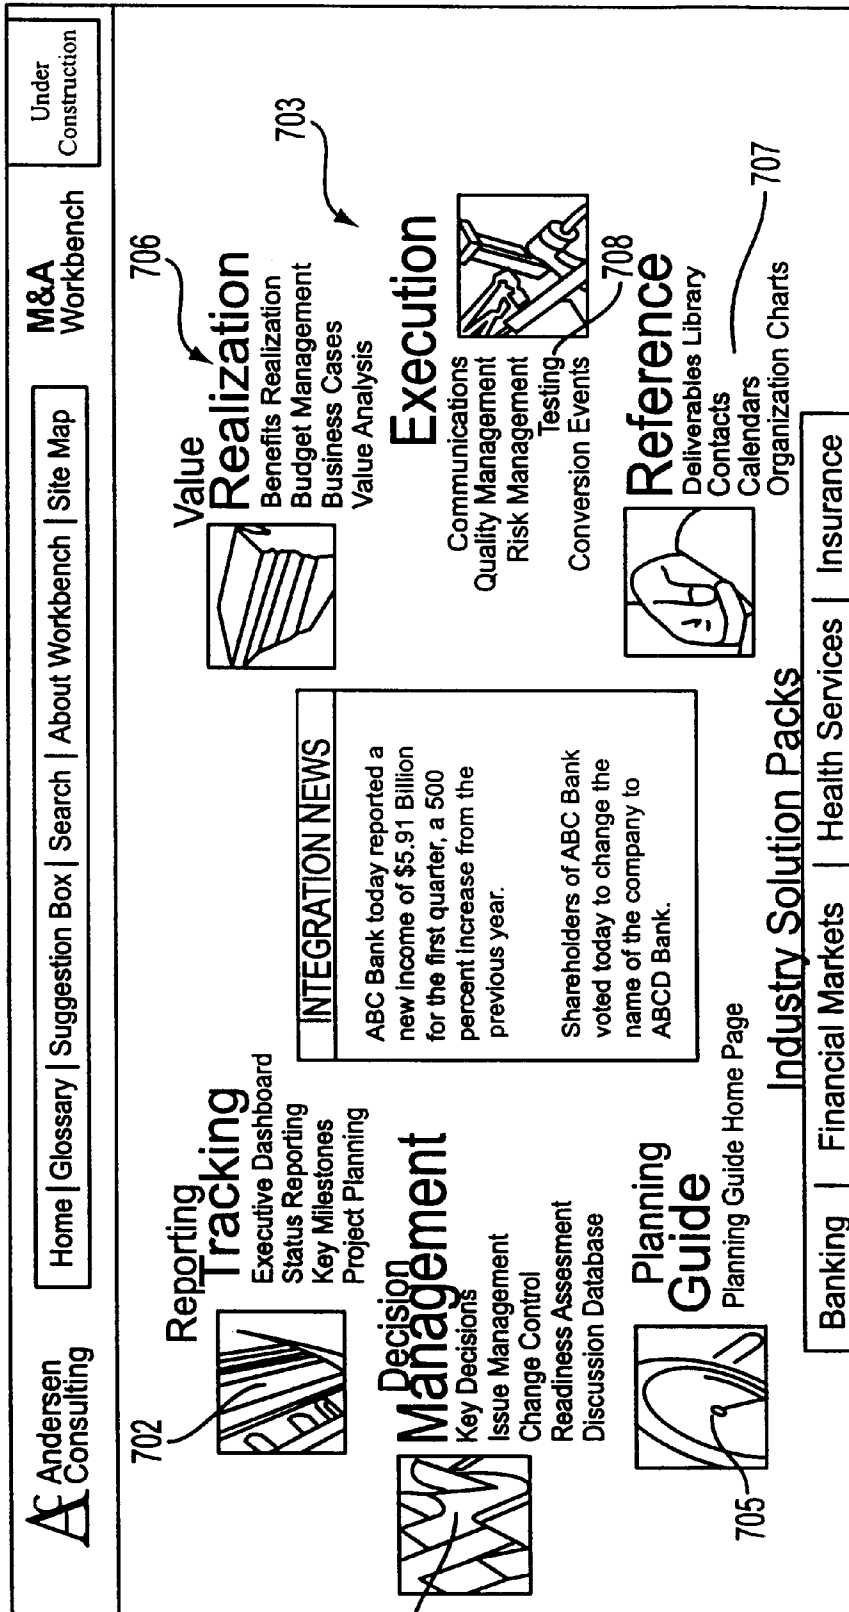 Andersen
Consulting
Home | Glossary | Suggestion Box | Search | About Workbench | Site Map
M&A
Workbench
Under
Construction
Reporting
Tracking
Executive Dashboard
Status Reporting
Key Milestones
Project Planning
702
Decision
Management
Key Decisions
Issue Management
Change Control
Readiness Assesment
Discussion Database
Planning
Guide
Planning Guide Home Page
705
INTEGRATION NEWS
ABC Bank today reported a
new income of $5.91 Billion
for the first quarter, a 500
percent increase from the
previous year.
Shareholders of ABC Bank
voted today to change the
name of the company to
ABCD Bank.
Value
Realization
Benefits Realization
Budget Management
Business Cases
Value Analysis
706
703
Execution
Communications
Quality Management
Risk Management
Testing
Conversion Events
708
Reference
Deliverables Library
Contacts
Calendars
Organization Charts
707
Industry Solution Packs
Banking | Financial Markets | Health Services | Insurance